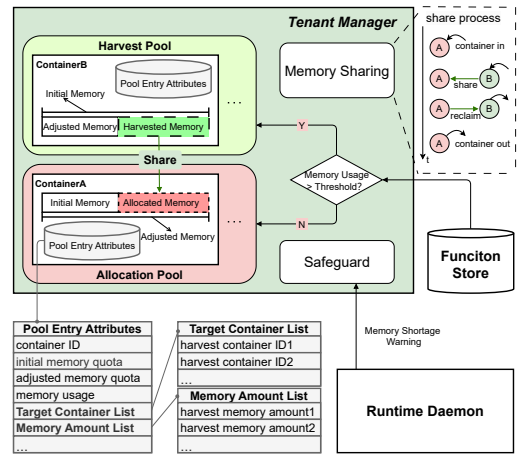 Tenant Manager
Harvest Pool
ContainerB
Pool Entry Attributes
Initial Memory
Adjusted Memory
Harvested Memory
...
Share
ContainerA
Initial Memory
Allocated Memory
Adjusted Memory
Pool Entry Attributes
...
Allocation Pool
Memory Sharing
Y
Memory Usage
> Threshold?
N
Safeguard
share process
A
container in
A
B
share
A
B
reclaim
A
container out
t
Funciton
Store
Memory Shortage
Warning
Runtime Daemon
Pool Entry Attributes
container ID
initial memory quota
adjusted memory quota
memory usage
Target Container List
Memory Amount List
...
Target Container List
harvest container ID1
harvest container ID2
...
Memory Amount List
harvest memory amount1
harvest memory amount2
...